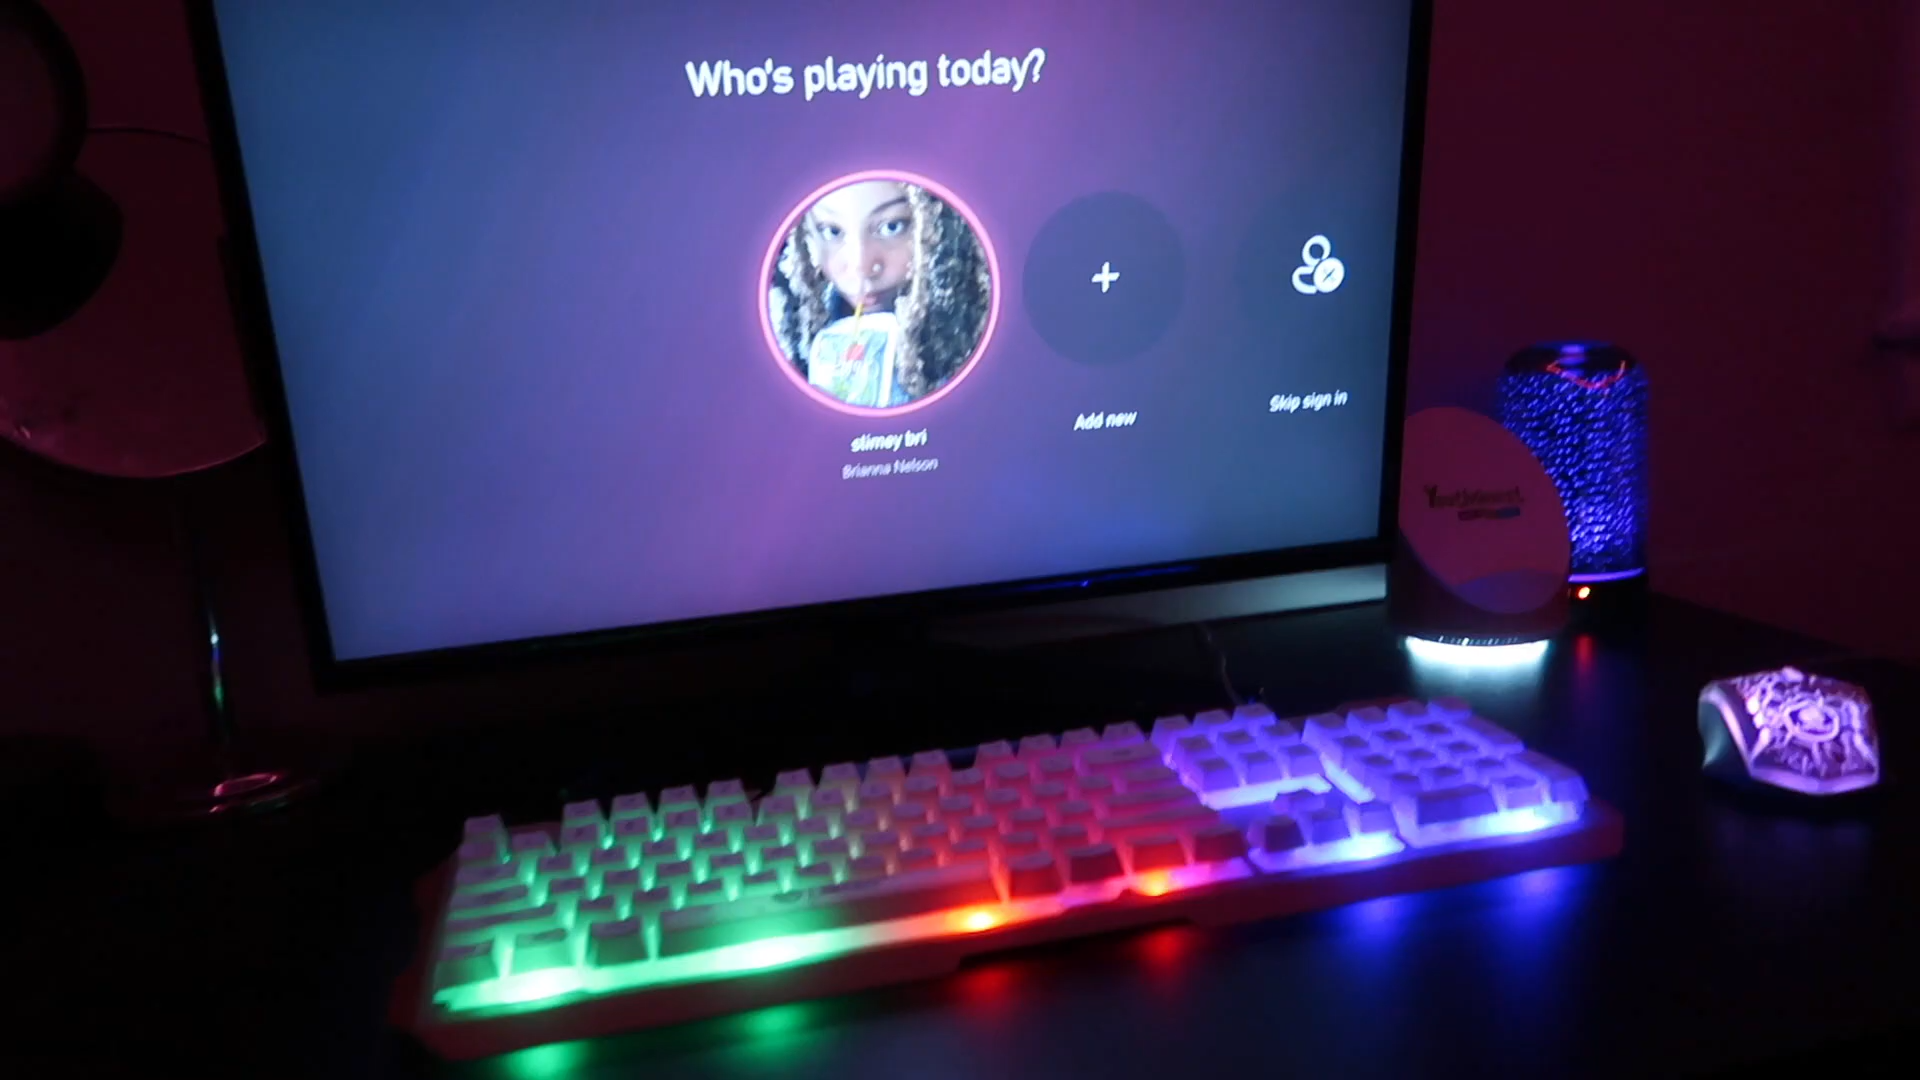 Who's playing today?
slimey bri
Brianna Nelson
Add new
Skip sign in